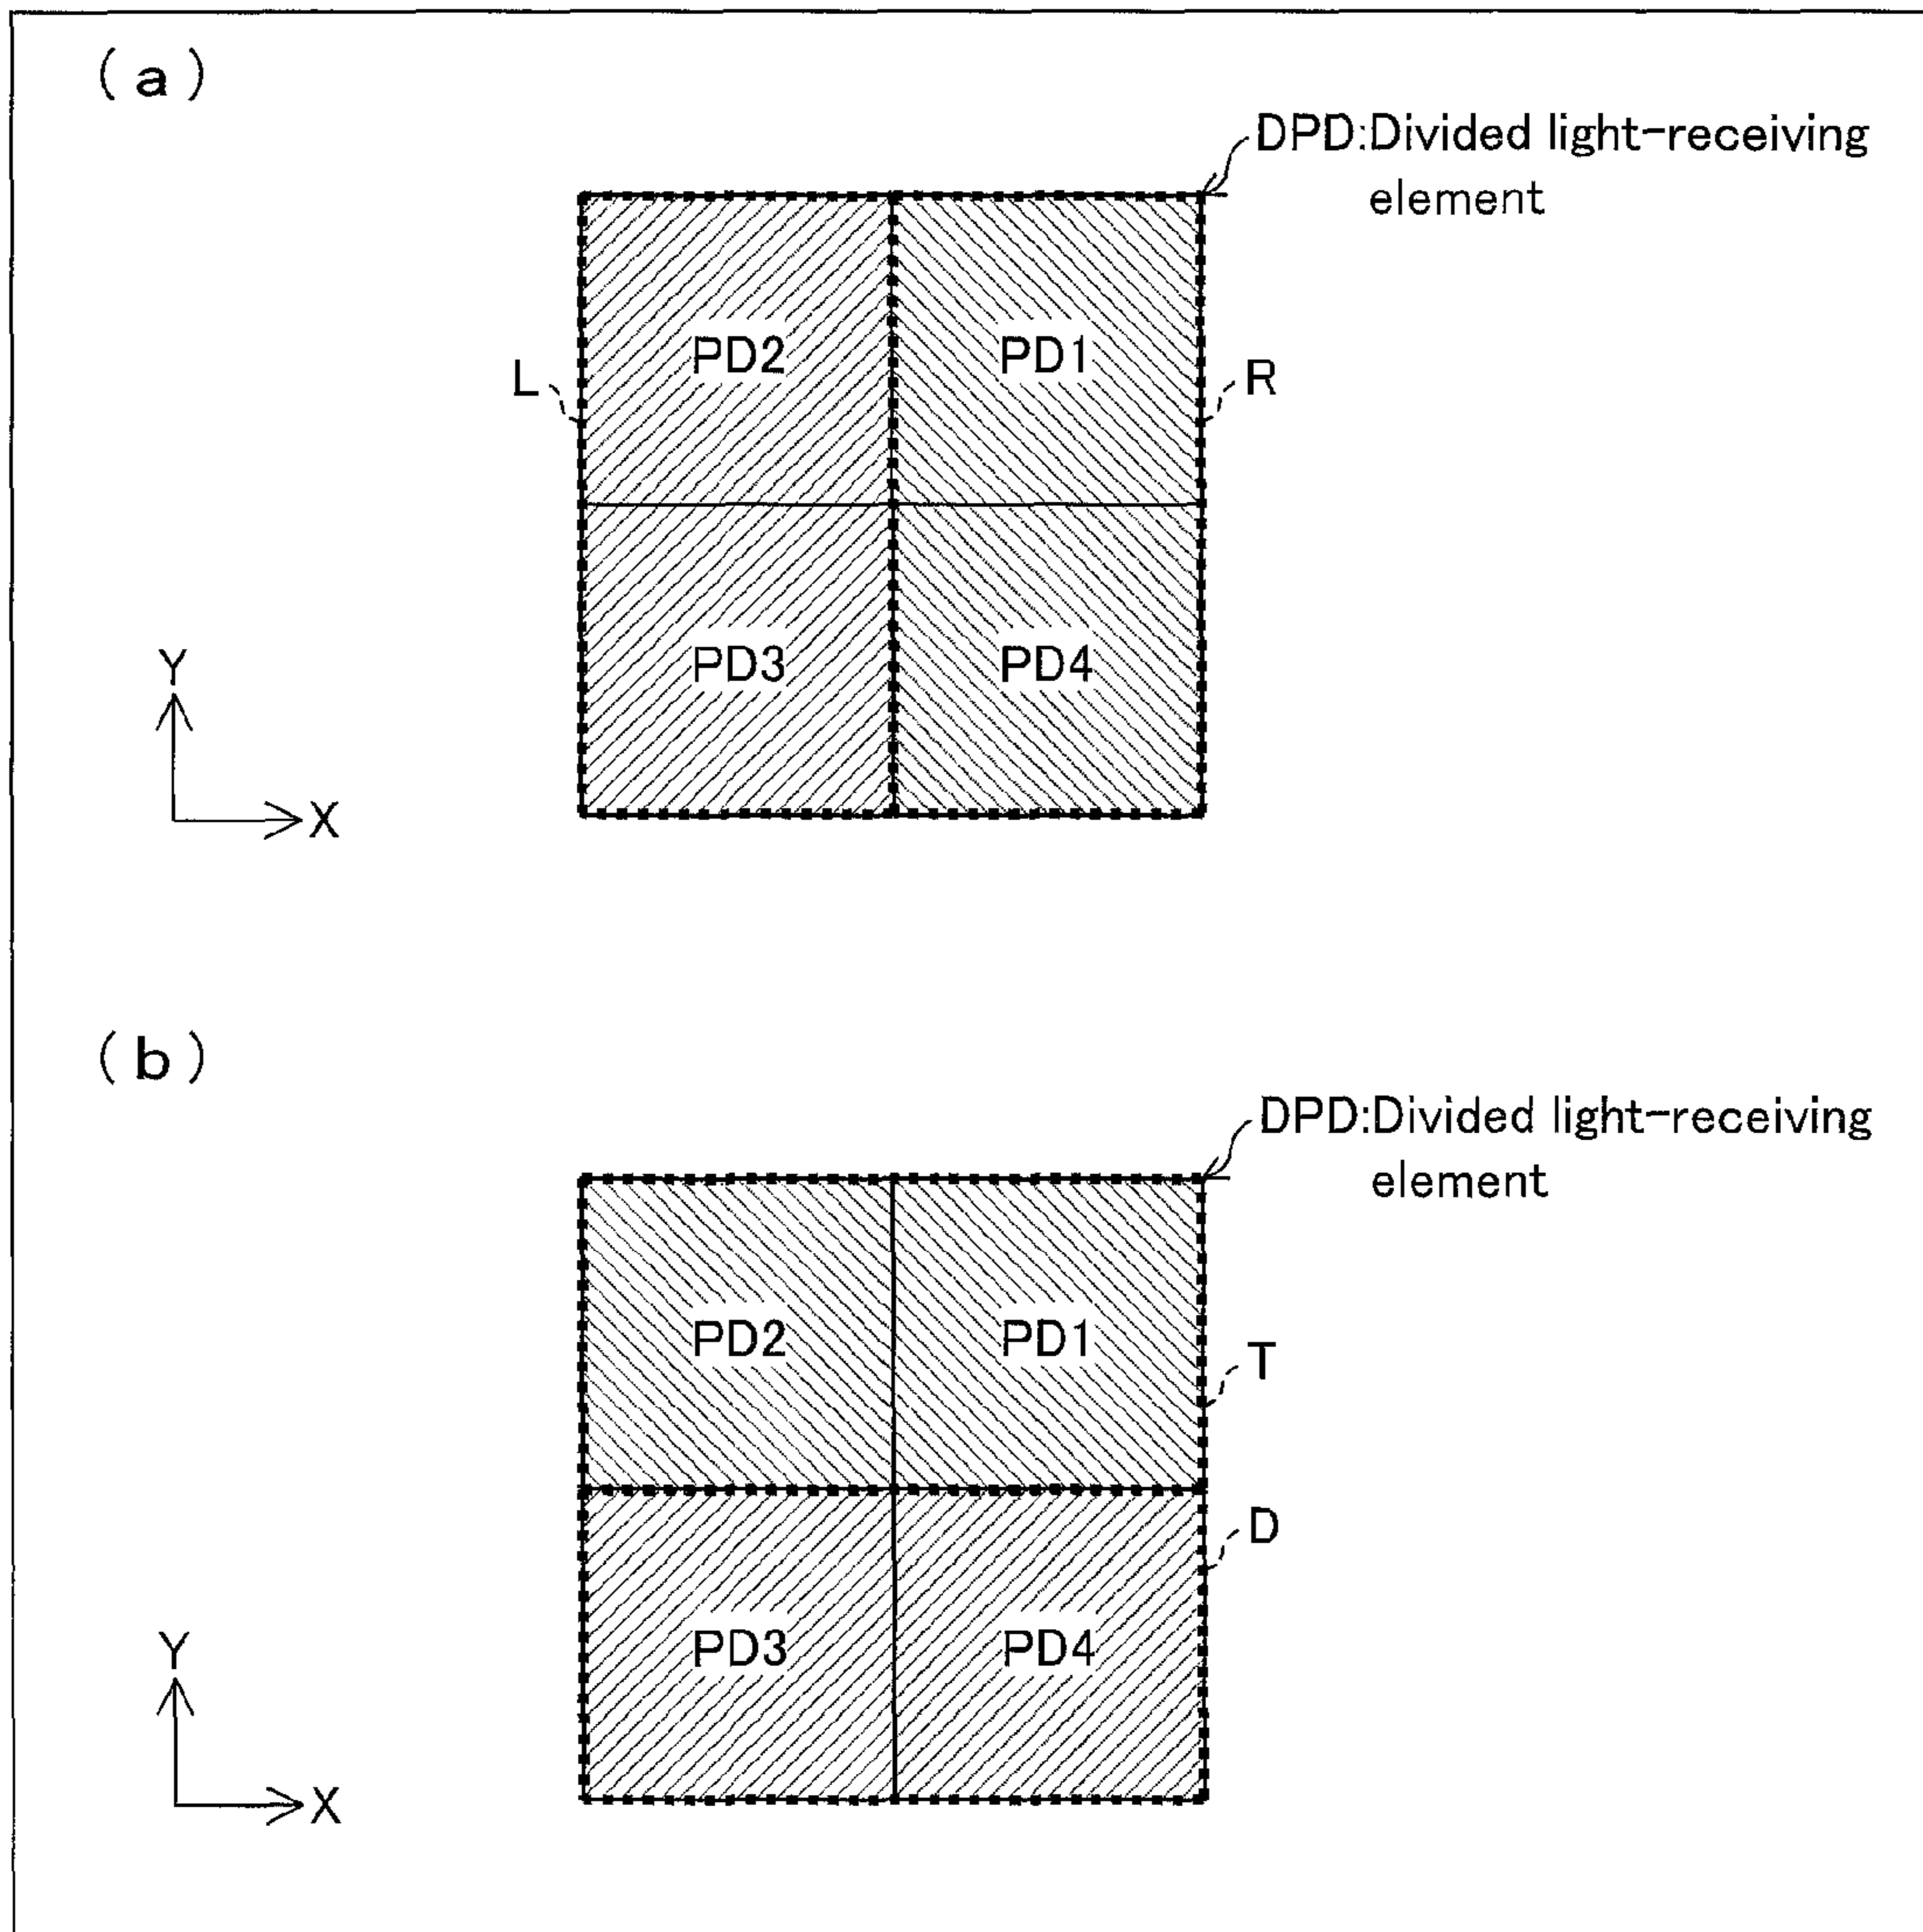 (a)
DPD:Divided light-receiving
element
PD2
PD1
L
R
PD3
PD4
Y
X
(b)
DPD:Divided light-receiving
element
PD2
PD1
T
D
PD3
PD4
Y
X